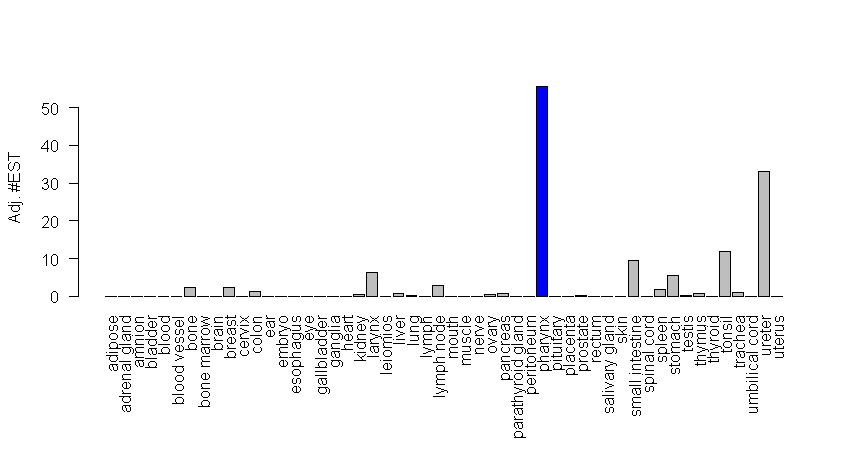 Adj. #EST
50
40
30
20
10
0
adipose
adrenal gland
amnion
bladder
blood
blood vessel
bone
bone marrow
brain
breast
cervix
colon
ear
embryo
esophagus
eye
gallbladder
ganglia
heart
kidney
larynx
leiomios
liver
lung
lymph
lymph node
mouth
muscle
nerve
ovary
pancreas
parathyroid gland
peritoneum
pharynx
pituitary
placenta
prostate
rectum
salivary gland
skin
small intestine
spinal cord
spleen
stomach
testis
thymus
thyroid
tonsil
trachea
umbilical cord
ureter
uterus